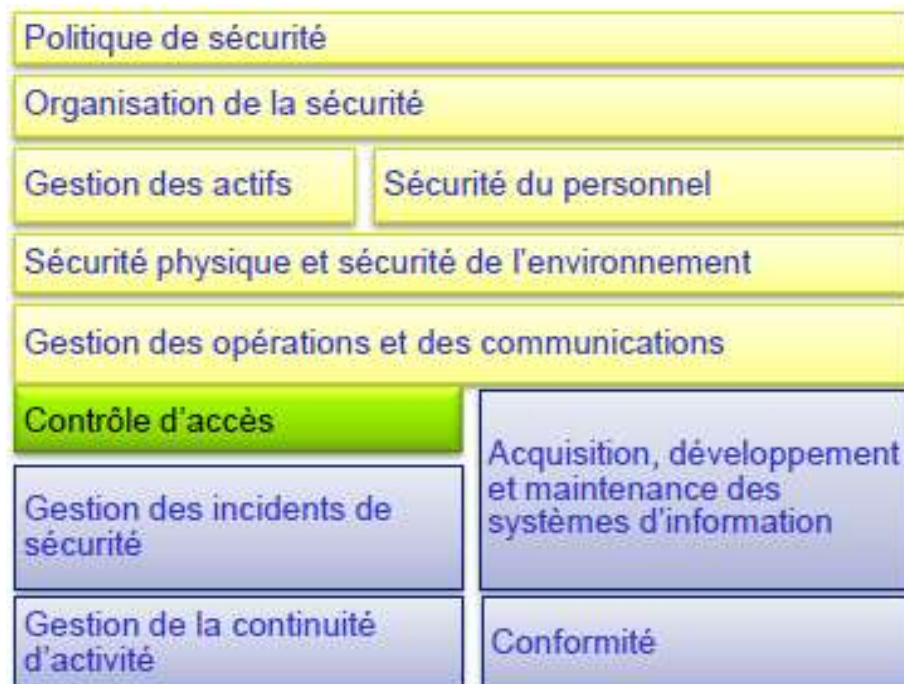 Politique de sécurité
Organisation de la sécurité
Gestion des actifs
Sécurité du personnel
Sécurité physique et sécurité de l'environnement
Gestion des opérations et des communications
Contrôle d'accès
Acquisition, développement
et maintenance des
systèmes d'information
Gestion des incidents de
sécurité
Gestion de la continuité
d'activité
Conformité